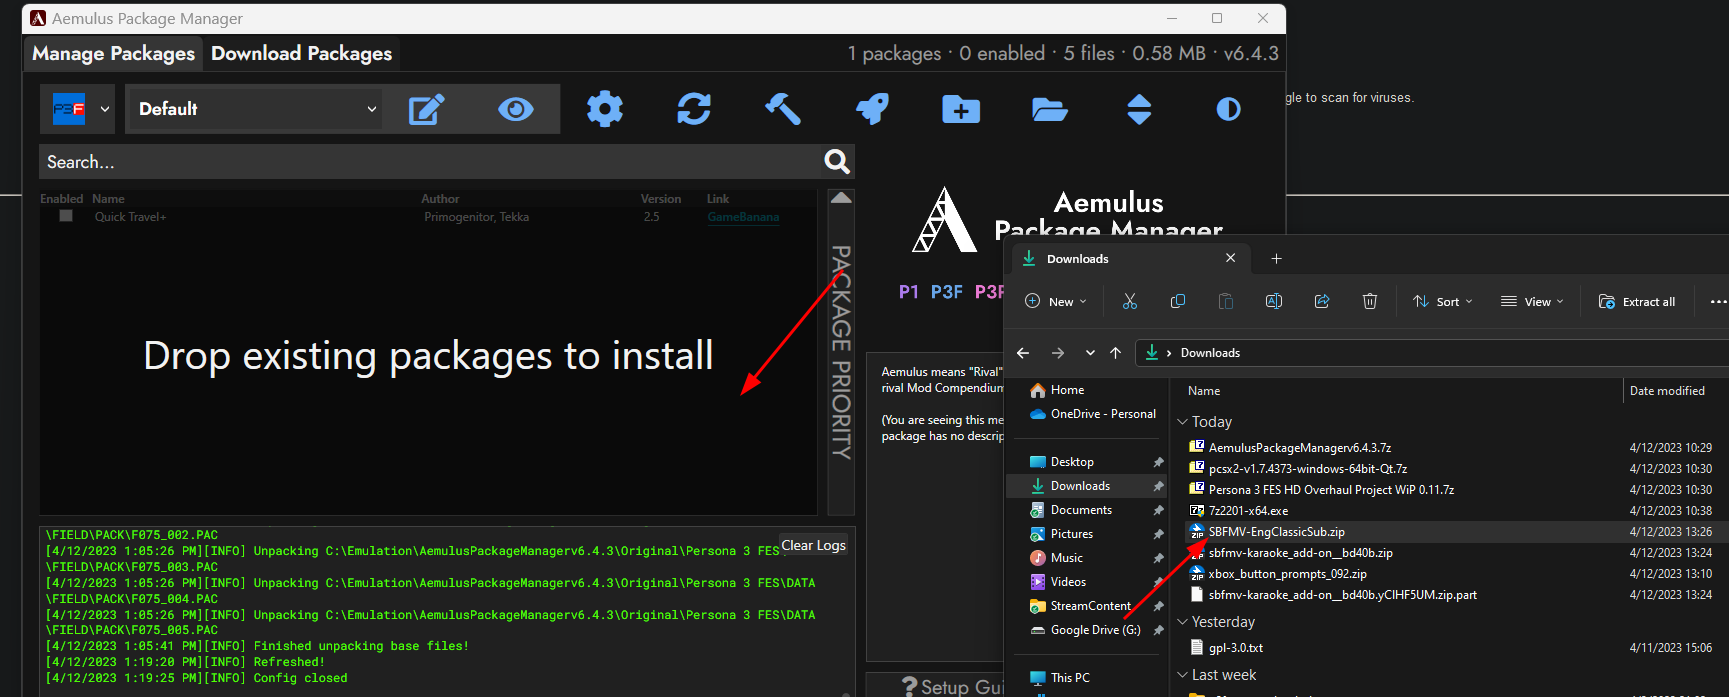 Aemulus Package Manager
Manage Packages Download Packages 1 packages · 0 enabled · 5 files · 0.58 MB · v6.4.3
P3F Default
gle to scan for viruses.
Search...
Enabled Name Author Version Link
Quick Travel+ Primogenitor, Tekka 2.5 GameBanana
PACKAGE PRIORITY
Drop existing packages to install
Aemulus
Package Manager
P1 P3F P3P
Aemulus means "Rival"
rival Mod Compendium
(You are seeing this me
package has no descrip
\FIELD\PACK\F075_002.PAC
Clear Logs
[4/12/2023 1:05:26 PM][INFO] Unpacking C:\Emulation\AemulusPackageManagerv6.4.3\Original\Persona 3 FES\
\FIELD\PACK\F075_003.PAC
[4/12/2023 1:05:26 PM][INFO] Unpacking C:\Emulation\AemulusPackageManagerv6.4.3\Original\Persona 3 FES\DATA
\FIELD\PACK\F075_004.PAC
[4/12/2023 1:05:26 PM][INFO] Unpacking C:\Emulation\AemulusPackageManagerv6.4.3\Original\Persona 3 FES\DATA
\FIELD\PACK\F075_005.PAC
[4/12/2023 1:05:41 PM][INFO] Finished unpacking base files!
[4/12/2023 1:19:20 PM][INFO] Refreshed!
[4/12/2023 1:19:25 PM][INFO] Config closed
? Setup Gui
Downloads
New Sort View Extract all
Downloads
Home
OneDrive - Personal
Desktop
Downloads
Documents
Pictures
Music
Videos
StreamContent
Google Drive (G:)
This PC
Name Date modified
Today
AemulusPackageManagerv6.4.3.7z 4/12/2023 10:29
pcsx2-v1.7.4373-windows-64bit-Qt.7z 4/12/2023 10:30
Persona 3 FES HD Overhaul Project WiP 0.11.7z 4/12/2023 10:30
7z2201-x64.exe 4/12/2023 10:38
SBFMV-EngClassicSub.zip 4/12/2023 13:26
sbfmv-karaoke_add-on__bd40b.zip 4/12/2023 13:24
xbox_button_prompts_092.zip 4/12/2023 13:10
sbfmv-karaoke_add-on__bd40b.yCIHF5UM.zip.part 4/12/2023 13:24
Yesterday
gpl-3.0.txt 4/11/2023 15:06
Last week